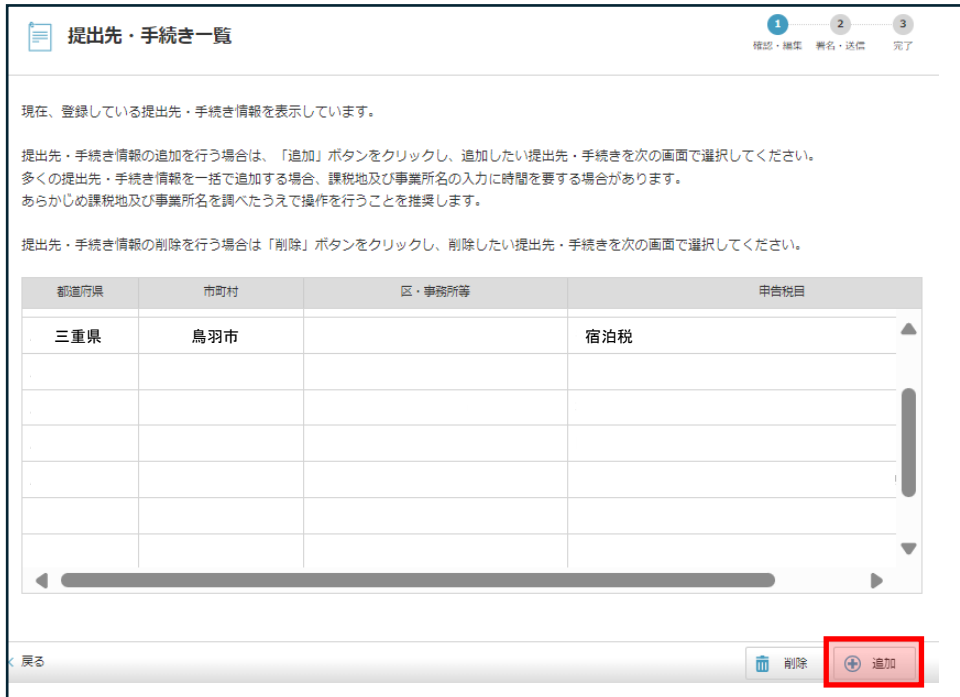 提出先・手続き一覧
1 2 3
確認・編集 署名・送信 完了
現在、登録している提出先・手続き情報を表示しています。
提出先・手続き情報の追加を行う場合は、「追加」ボタンをクリックし、追加したい提出先・手続きを次の画面で選択してください。
多くの提出先・手続き情報を一括で追加する場合、課税地及び事業所名の入力に時間を要する場合があります。
あらかじめ課税地及び事業所名を調べたうえで操作を行うことを推奨します。
提出先・手続き情報の削除を行う場合は「削除」ボタンをクリックし、削除したい提出先・手続きを次の画面で選択してください。
都道府県 市町村 区・事務所等 申告税目
三重県 鳥羽市 宿泊税
戻る 削除 追加